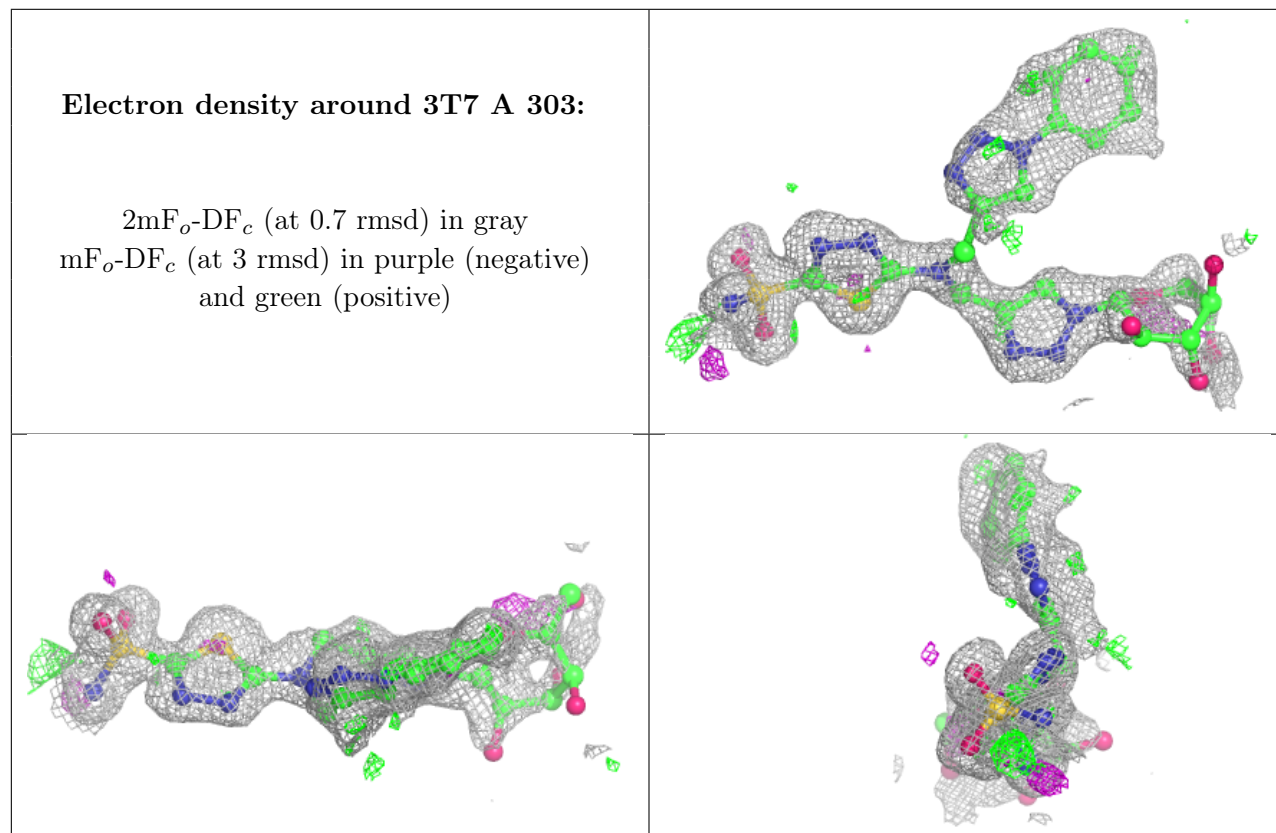 Electron density around 3T7 A 303:
2mFo-DFc (at 0.7 rmsd) in gray
mFo-DFc (at 3 rmsd) in purple (negative)
and green (positive)